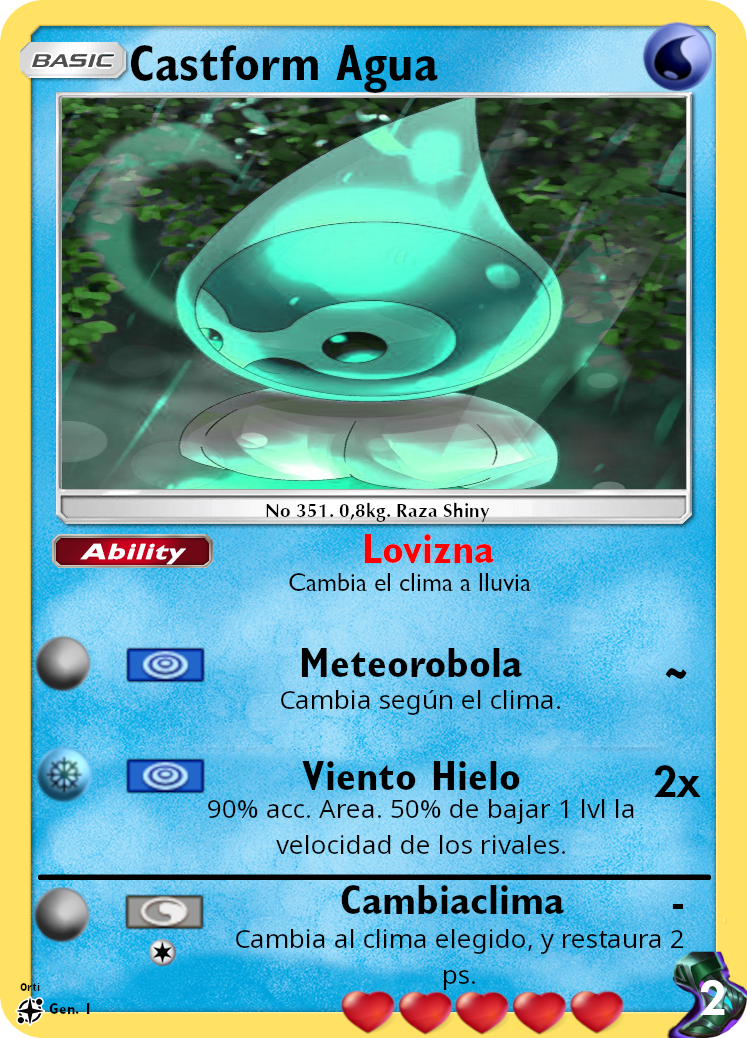 BASIC
Castform Agua
No 351. 0,8kg. Raza Shiny
Ability
Lovizna
Cambia el clima a lluvia
Meteorobola
~
Cambia según el clima.
Viento Hielo
2x
90% acc. Area. 50% de bajar 1 lvl la
velocidad de los rivales.
Cambiaclima
-
Cambia al clima elegido, y restaura 2
ps.
Orti
Gen. 1
2